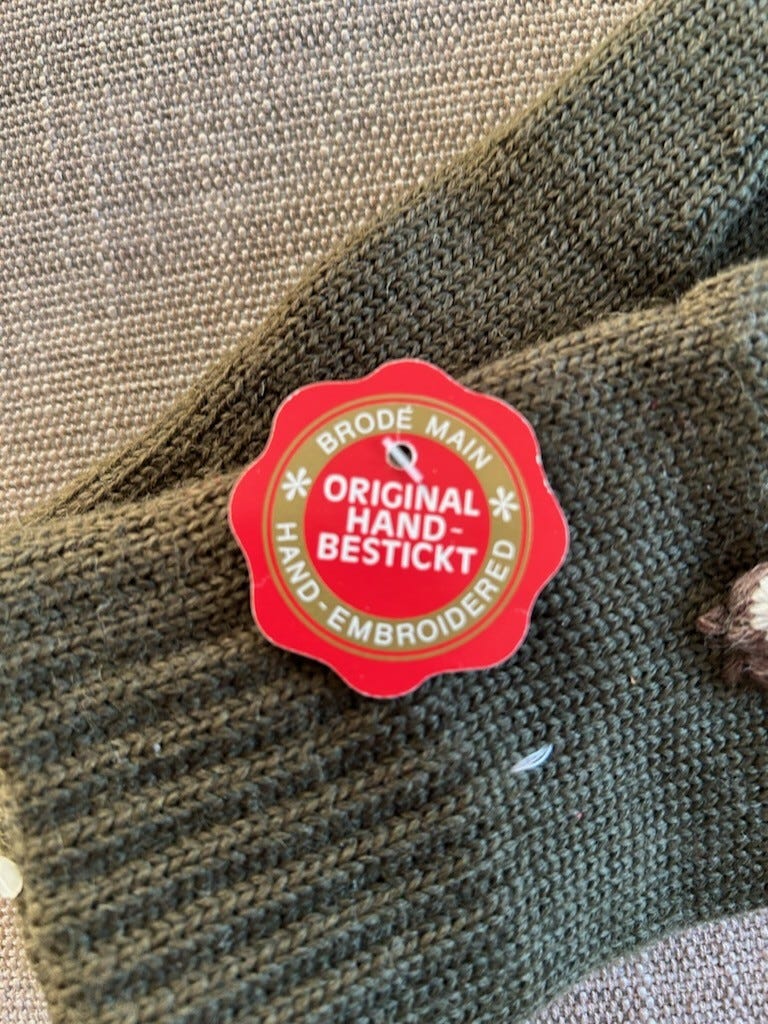 BRODÉ MAIN
ORIGINAL
HAND-
BESTICKT
HAND-EMBROIDERED